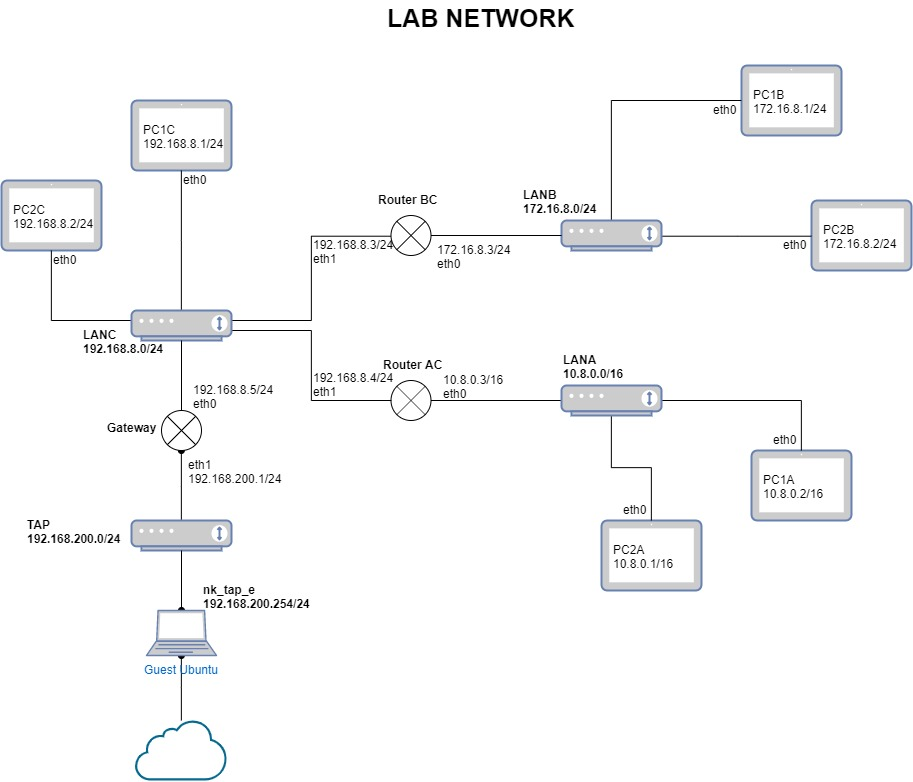 LAB NETWORK
PC1B
172.16.8.1/24
eth0
PC1C
192.168.8.1/24
eth0
PC2C
192.168.8.2/24
eth0
Router BC
192.168.8.3/24
eth1
172.16.8.3/24
eth0
LANB
172.16.8.0/24
PC2B
172.16.8.2/24
eth0
LANC
192.168.8.0/24
Router AC
192.168.8.4/24
eth1
10.8.0.3/16
eth0
LANA
10.8.0.0/16
192.168.8.5/24
eth0
Gateway
eth1
192.168.200.1/24
eth0
PC1A
10.8.0.2/16
eth0
PC2A
10.8.0.1/16
TAP
192.168.200.0/24
nk_tap_e
192.168.200.254/24
Guest Ubuntu